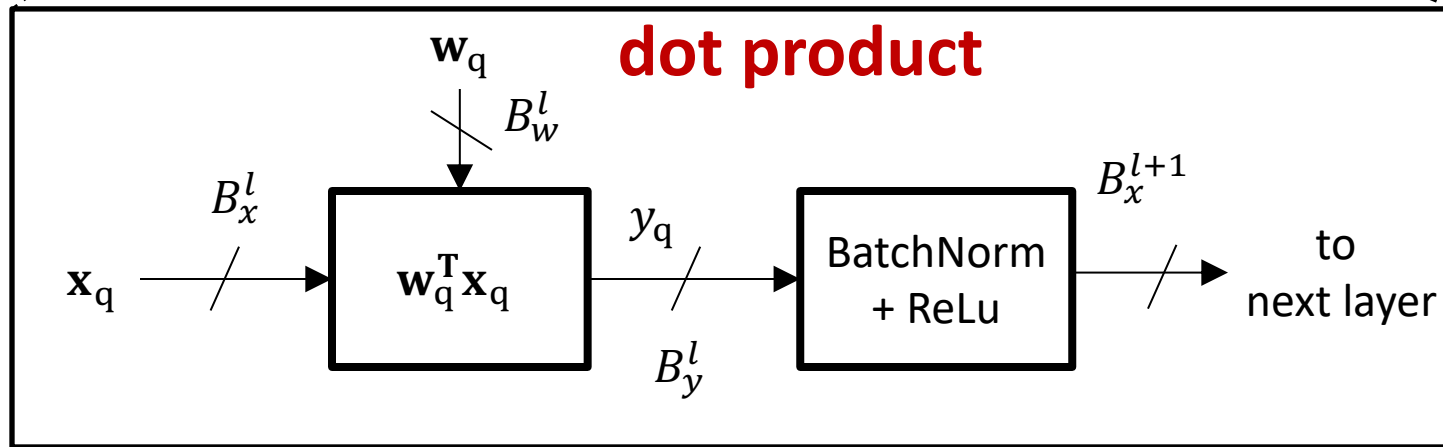 dot product
𝐰_q
B_w^l
B_x^l
𝐱_q
𝐰_q^𝐓 𝐱_q
y_q
B_y^l
BatchNorm
+ ReLu
B_x^{l+1}
to
next layer